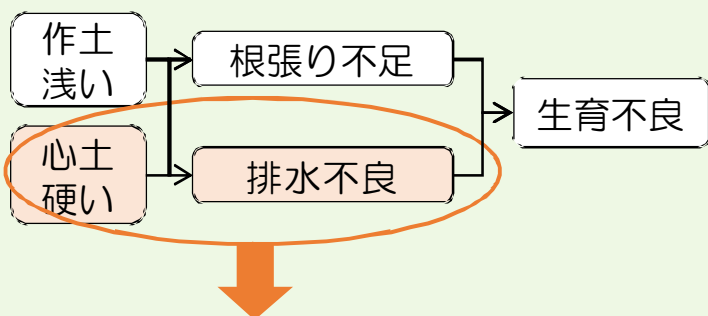 作土
浅い
根張り不足
生育不良
心土
硬い
排水不良